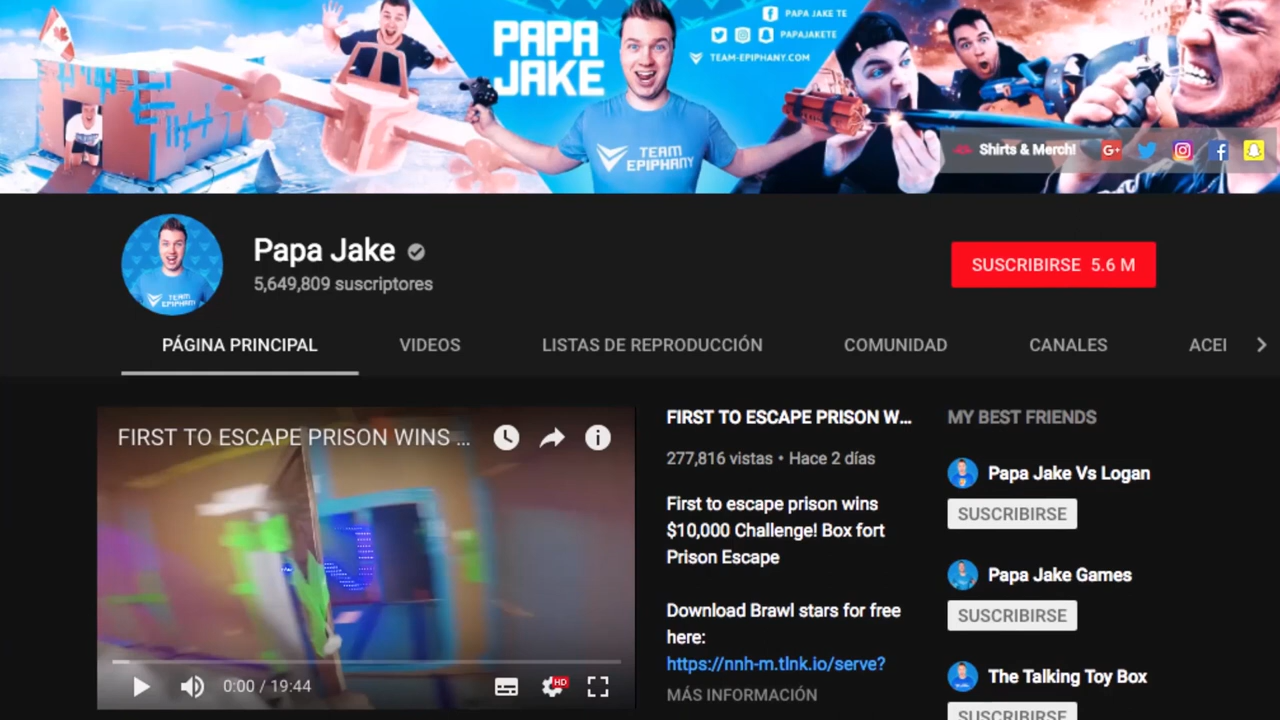 PAPA
JAKE
PAPA JAKE TE
PAPAJAKETE
TEAM-EPIPHANY.COM
TEAM
EPIPHANY
Shirts & Merch!
G+
Papa Jake
5,649,809 suscriptores
SUSCRIBIRSE 5.6 M
TEAM
EPIPHANY
PÁGINA PRINCIPAL
VIDEOS
LISTAS DE REPRODUCCIÓN
COMUNIDAD
CANALES
ACEI
FIRST TO ESCAPE PRISON WINS ...
0:00 / 19:44
HD
FIRST TO ESCAPE PRISON W...
277,816 vistas • Hace 2 días
First to escape prison wins
$10,000 Challenge! Box fort
Prison Escape
Download Brawl stars for free
here:
https://nnh-m.tlnk.io/serve?
MÁS INFORMACIÓN
MY BEST FRIENDS
Papa Jake Vs Logan
SUSCRIBIRSE
Papa Jake Games
SUSCRIBIRSE
The Talking Toy Box
SUSCRIBIRSE